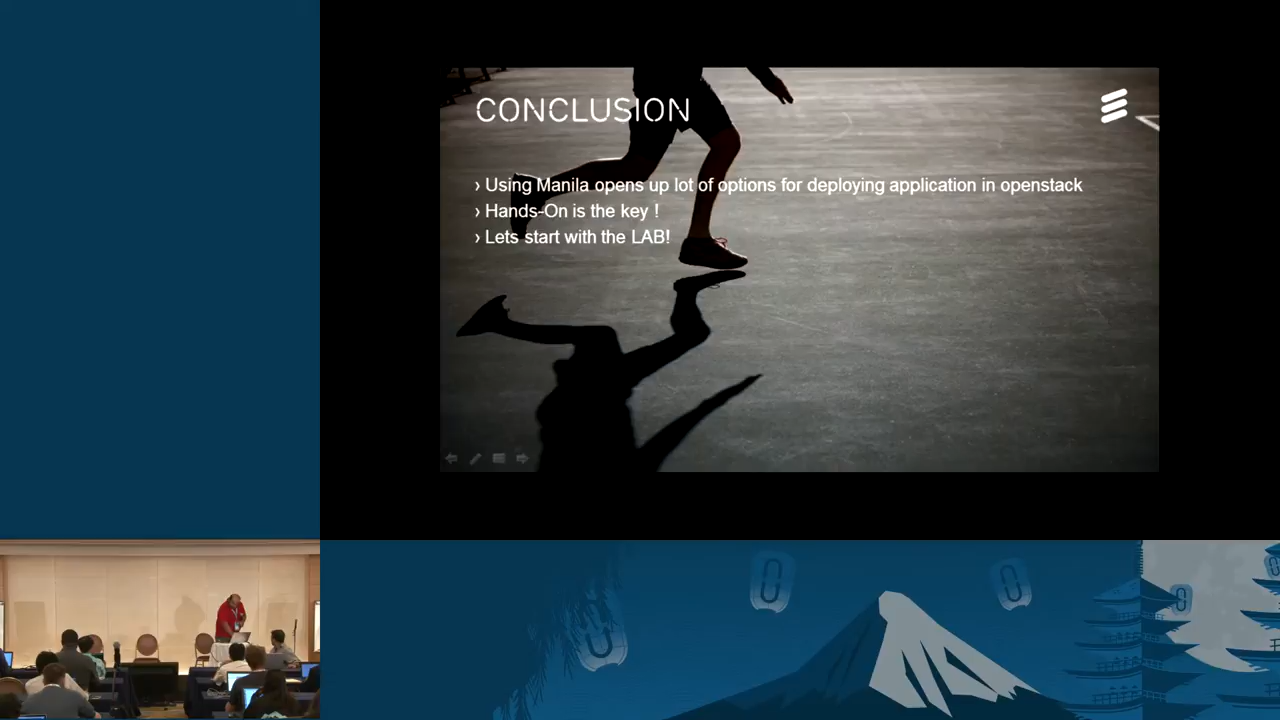 CONCLUSION
› Using Manila opens up lot of options for deploying application in openstack
› Hands-On is the key !
› Lets start with the LAB!